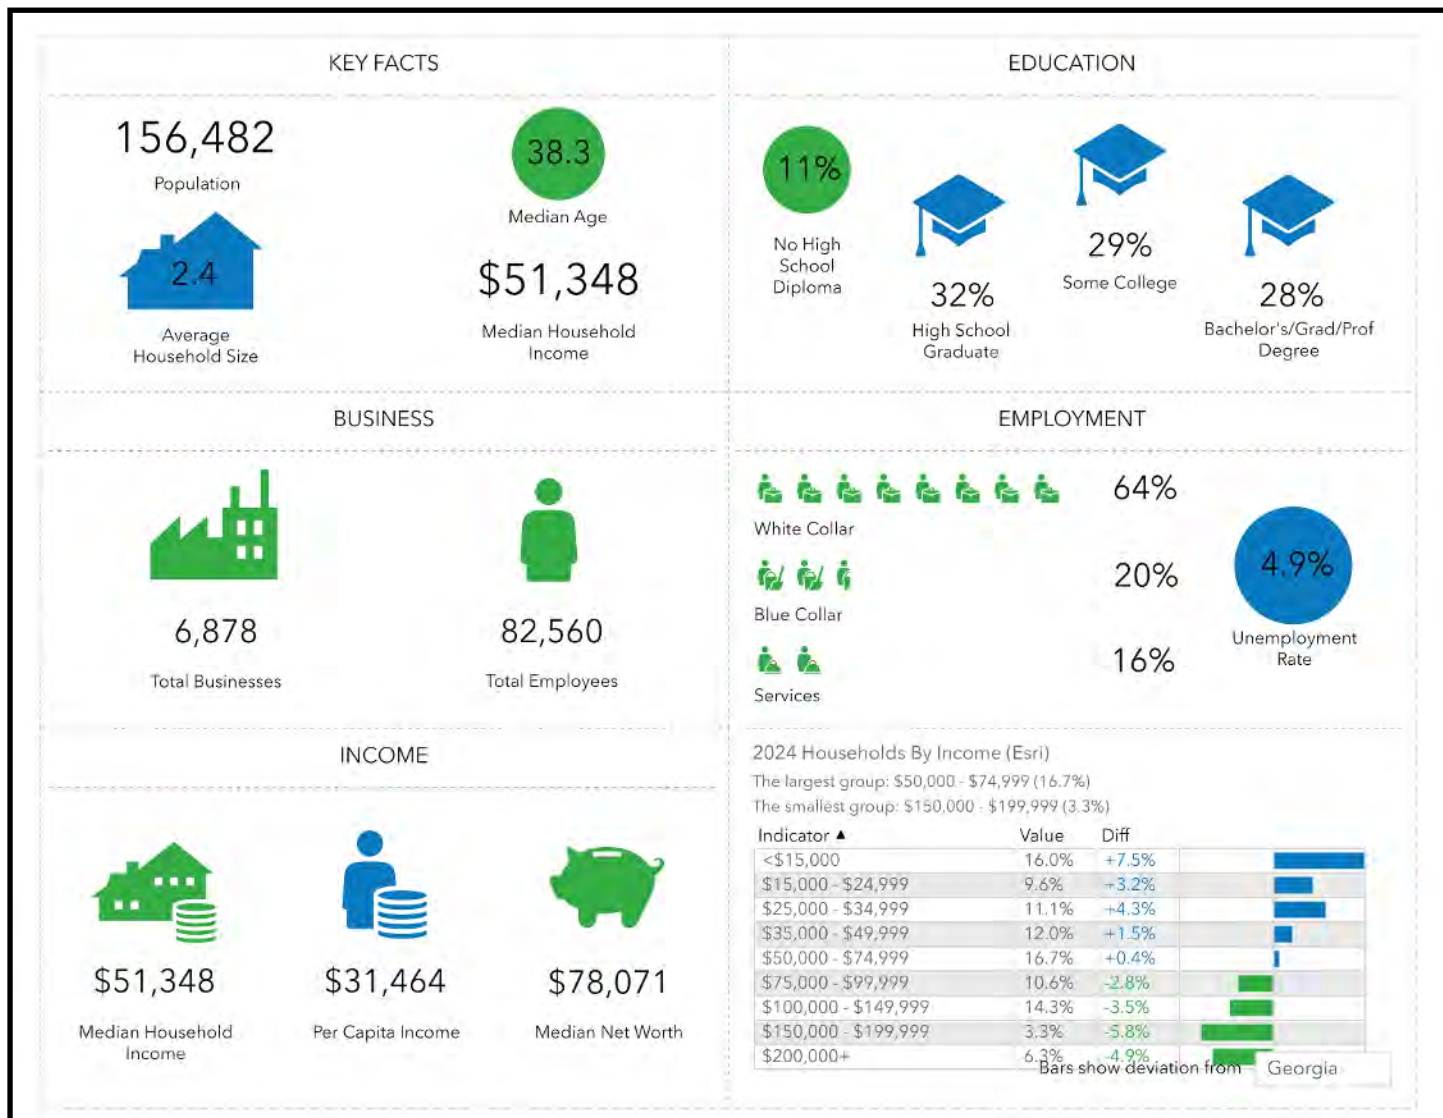 KEY FACTS
156,482
Population
38.3
Median Age
2.4
Average
Household Size
$51,348
Median Household
Income
EDUCATION
11%
No High
School
Diploma
32%
High School
Graduate
29%
Some College
28%
Bachelor's/Grad/Prof
Degree
BUSINESS
6,878
Total Businesses
82,560
Total Employees
EMPLOYMENT
64%
White Collar
20%
Blue Collar
16%
Services
4.9%
Unemployment
Rate
INCOME
$51,348
Median Household
Income
$31,464
Per Capita Income
$78,071
Median Net Worth
2024 Households By Income (Esri)
The largest group: $50,000 - $74,999 (16.7%)
The smallest group: $150,000 - $199,999 (3.3%)
Indicator ▲ Value Diff
<$15,000 16.0% +7.5%
$15,000 - $24,999 9.6% +3.2%
$25,000 - $34,999 11.1% +4.3%
$35,000 - $49,999 12.0% +1.5%
$50,000 - $74,999 16.7% +0.4%
$75,000 - $99,999 10.6% -2.8%
$100,000 - $149,999 14.3% -3.5%
$150,000 - $199,999 3.3% -5.8%
$200,000+ 6.3% -4.9%
Bars show deviation from Georgia